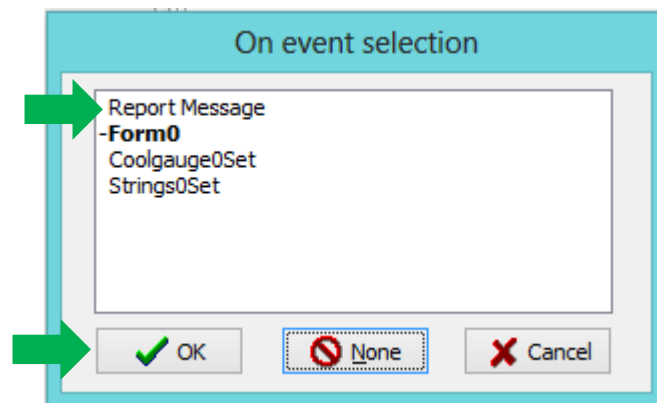 On event selection
Report Message
-Form0
Coolgauge0Set
Strings0Set
OK
None
Cancel